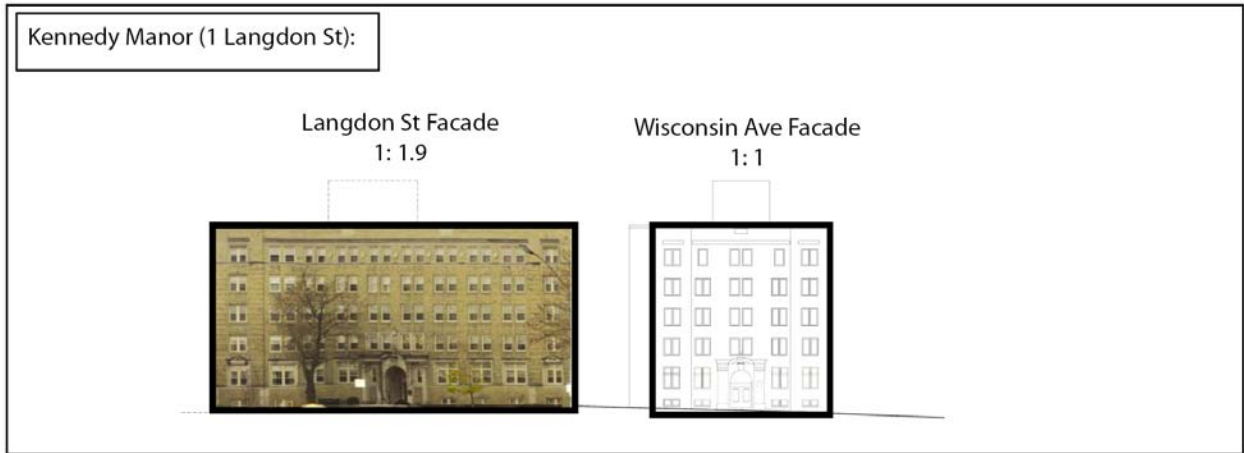 Kennedy Manor (1 Langdon St):
Langdon St Facade
1: 1.9
Wisconsin Ave Facade
1: 1